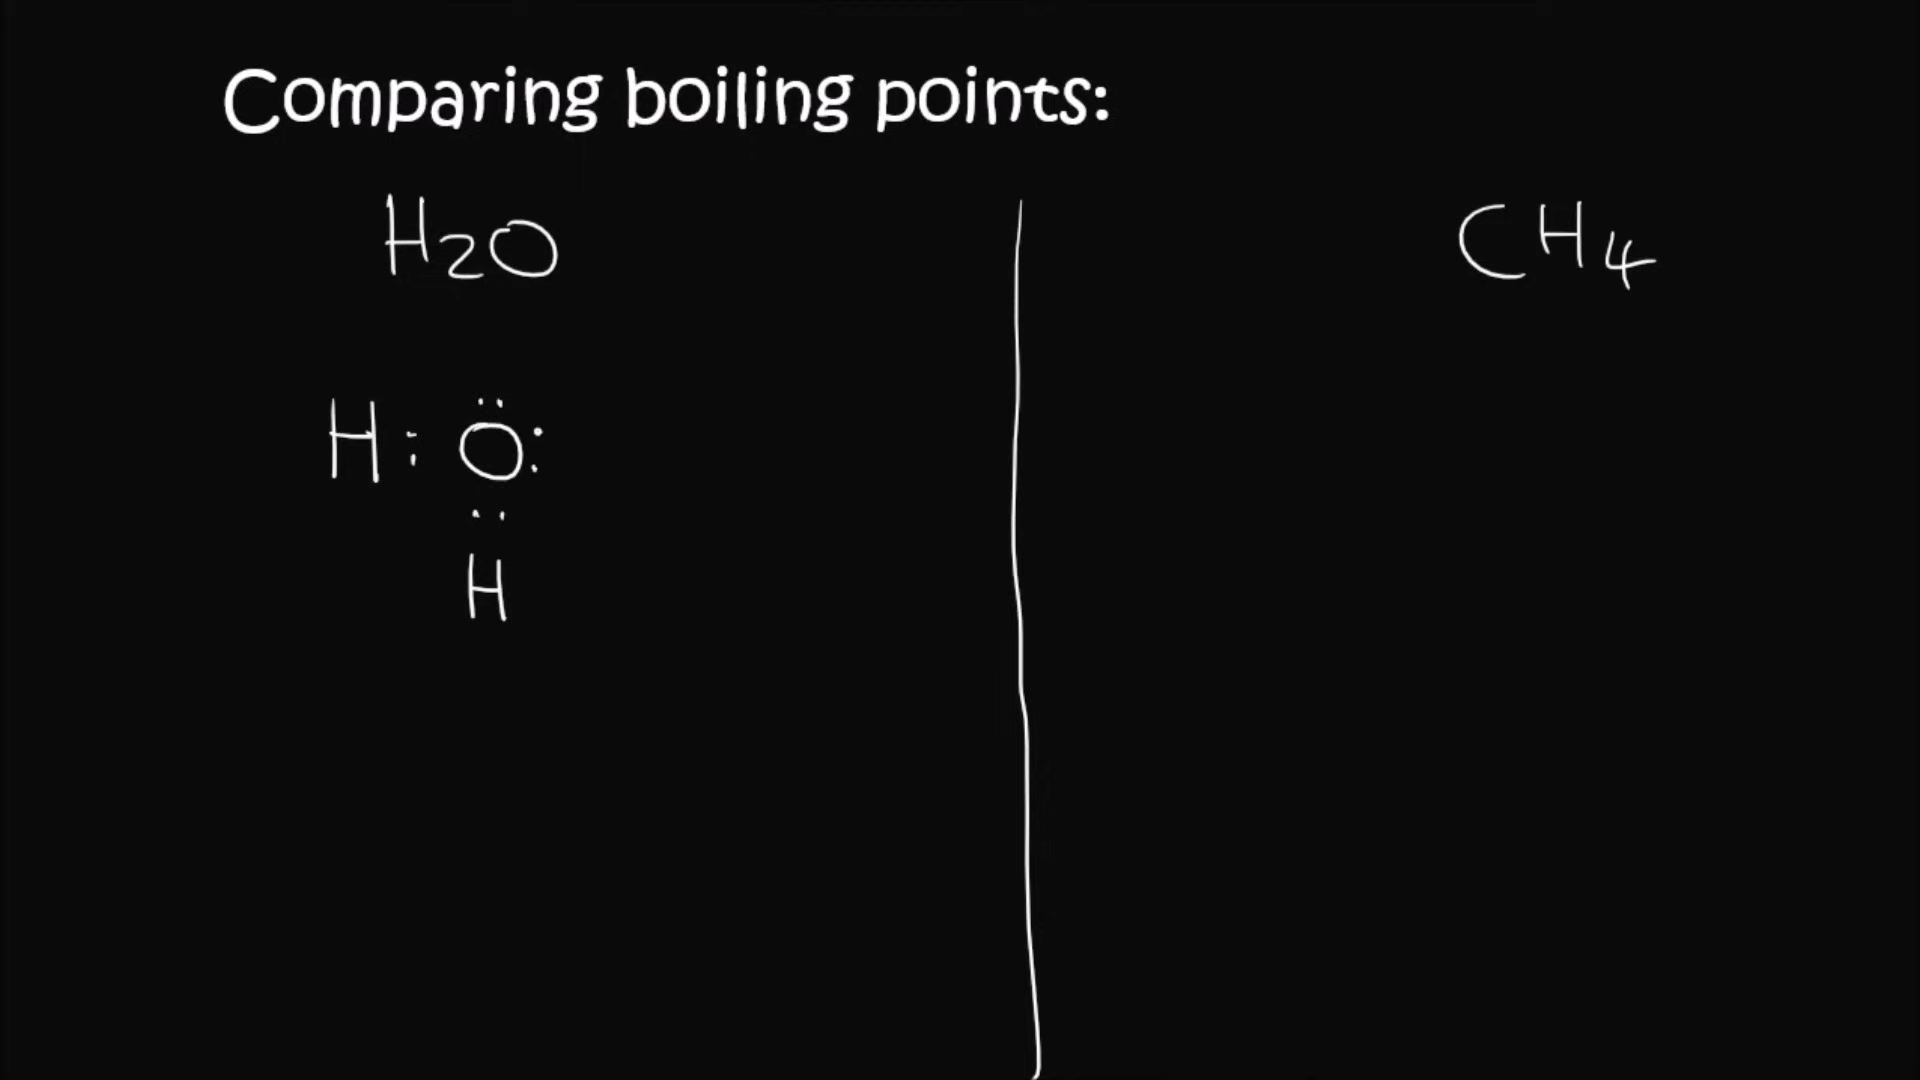 Comparing boiling points:
H2O
CH4
H : O :
H